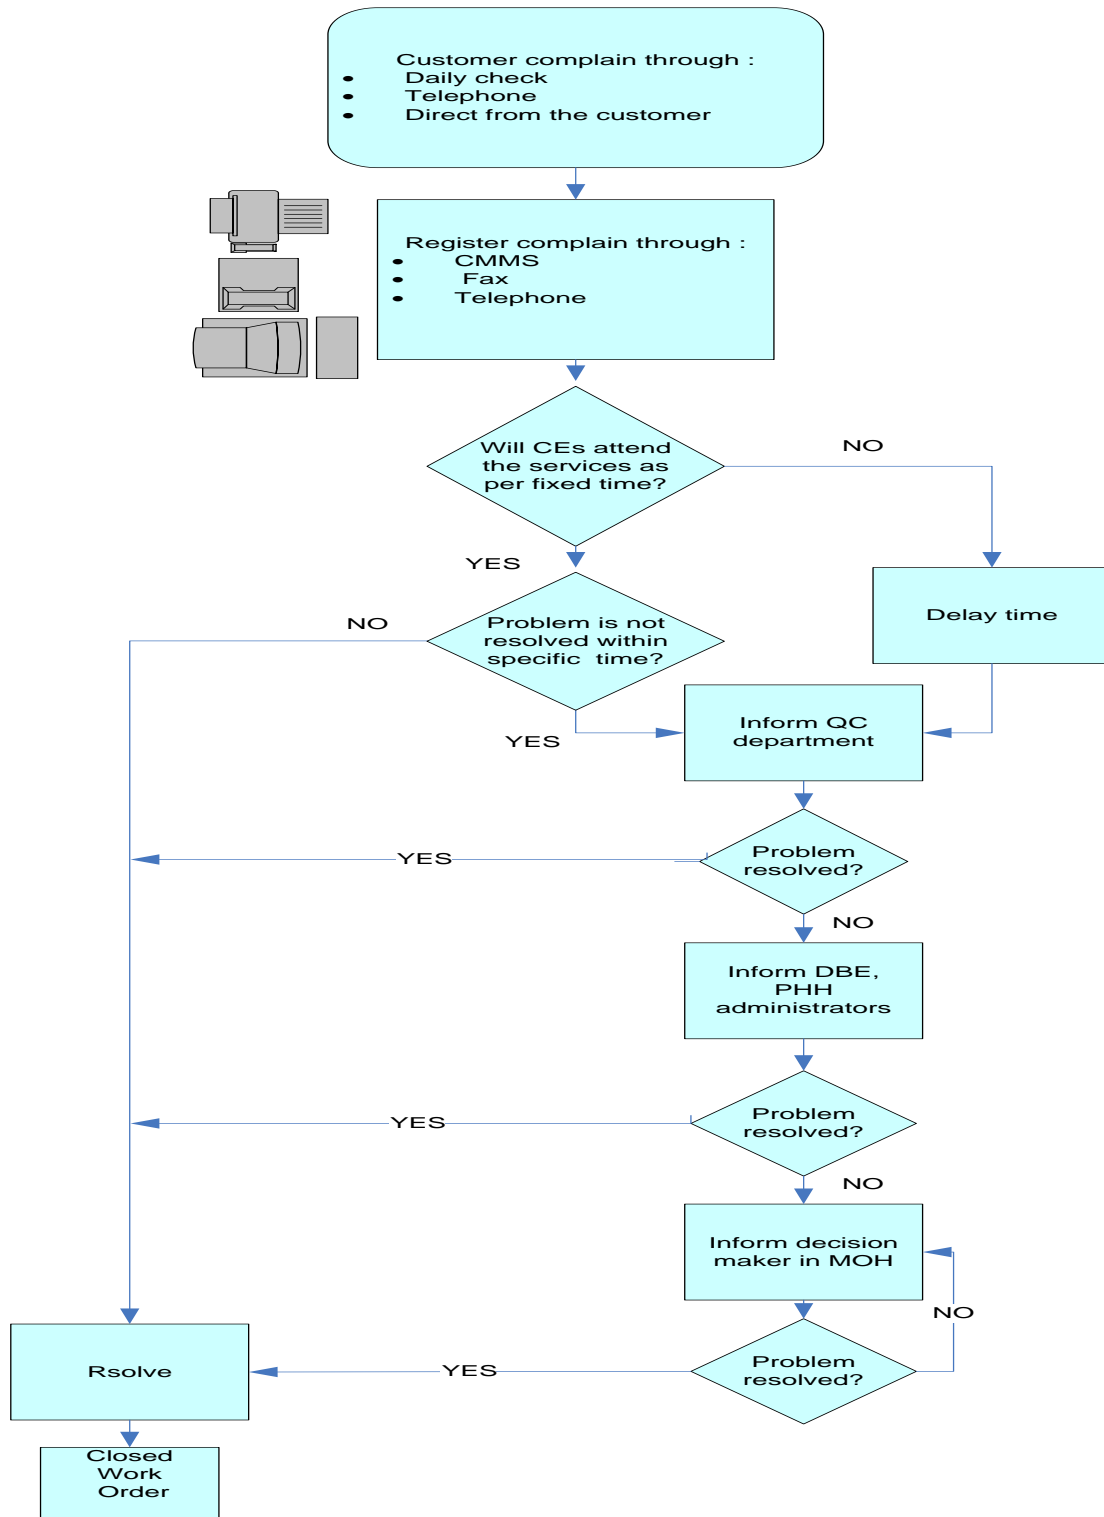 Customer complain through :
• Daily check
• Telephone
• Direct from the customer
Register complain through :
• CMMS
• Fax
• Telephone
Will CEs attend
the services as
per fixed time?
NO
YES
Delay time
Problem is not
resolved within
specific time?
NO
YES
Inform QC
department
Problem
resolved?
YES
NO
Inform DBE,
PHH
administrators
Problem
resolved?
YES
NO
Inform decision
maker in MOH
NO
Problem
resolved?
YES
Rsolve
Closed
Work
Order